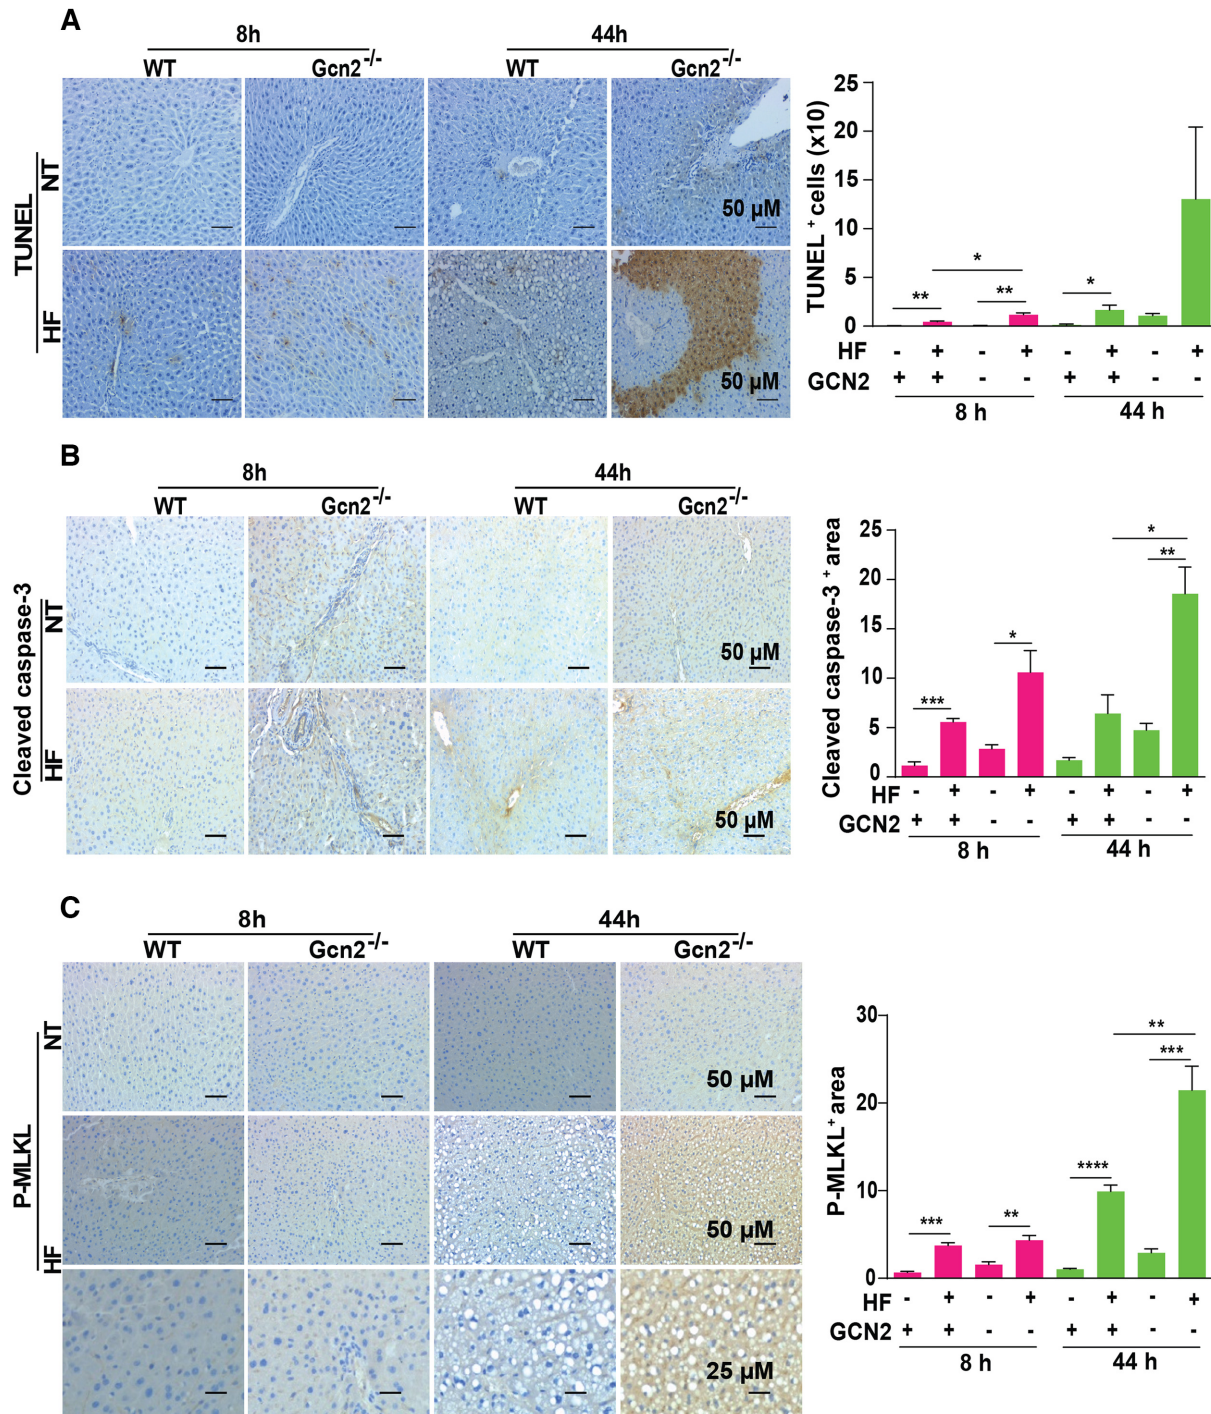 A
8h
44h
WT
Gcn2-/-
WT
Gcn2-/-
TUNEL
NT
HF
50 µM
50 µM
TUNEL + cells (x10)
25
20
15
10
5
0
**
*
**
*
HF - + - + - + - +
GCN2 + + - - + + - -
8 h
44 h
B
8h
44h
WT
Gcn2-/-
WT
Gcn2-/-
Cleaved caspase-3
NT
HF
50 µM
50 µM
Cleaved caspase-3 + area
25
20
15
10
5
0
***
*
*
**
HF - + - + - + - +
GCN2 + + - - + + - -
8 h
44 h
C
8h
44h
WT
Gcn2-/-
WT
Gcn2-/-
P-MLKL
NT
HF
50 µM
50 µM
25 µM
P-MLKL+ area
30
20
10
0
***
**
****
**
***
HF - + - + - + - +
GCN2 + + - - + + - -
8 h
44 h